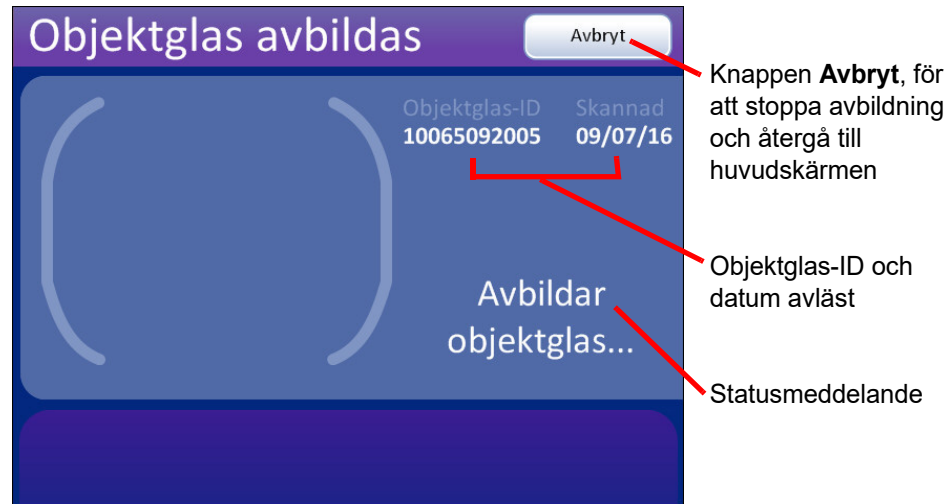 Objektglas avbildas
Avbryt
Objektglas-ID Skannad
10065092005 09/07/16
Avbildar
objektglas...
Knappen Avbryt, för
att stoppa avbildning
och återgå till
huvudskärmen
Objektglas-ID och
datum avläst
Statusmeddelande